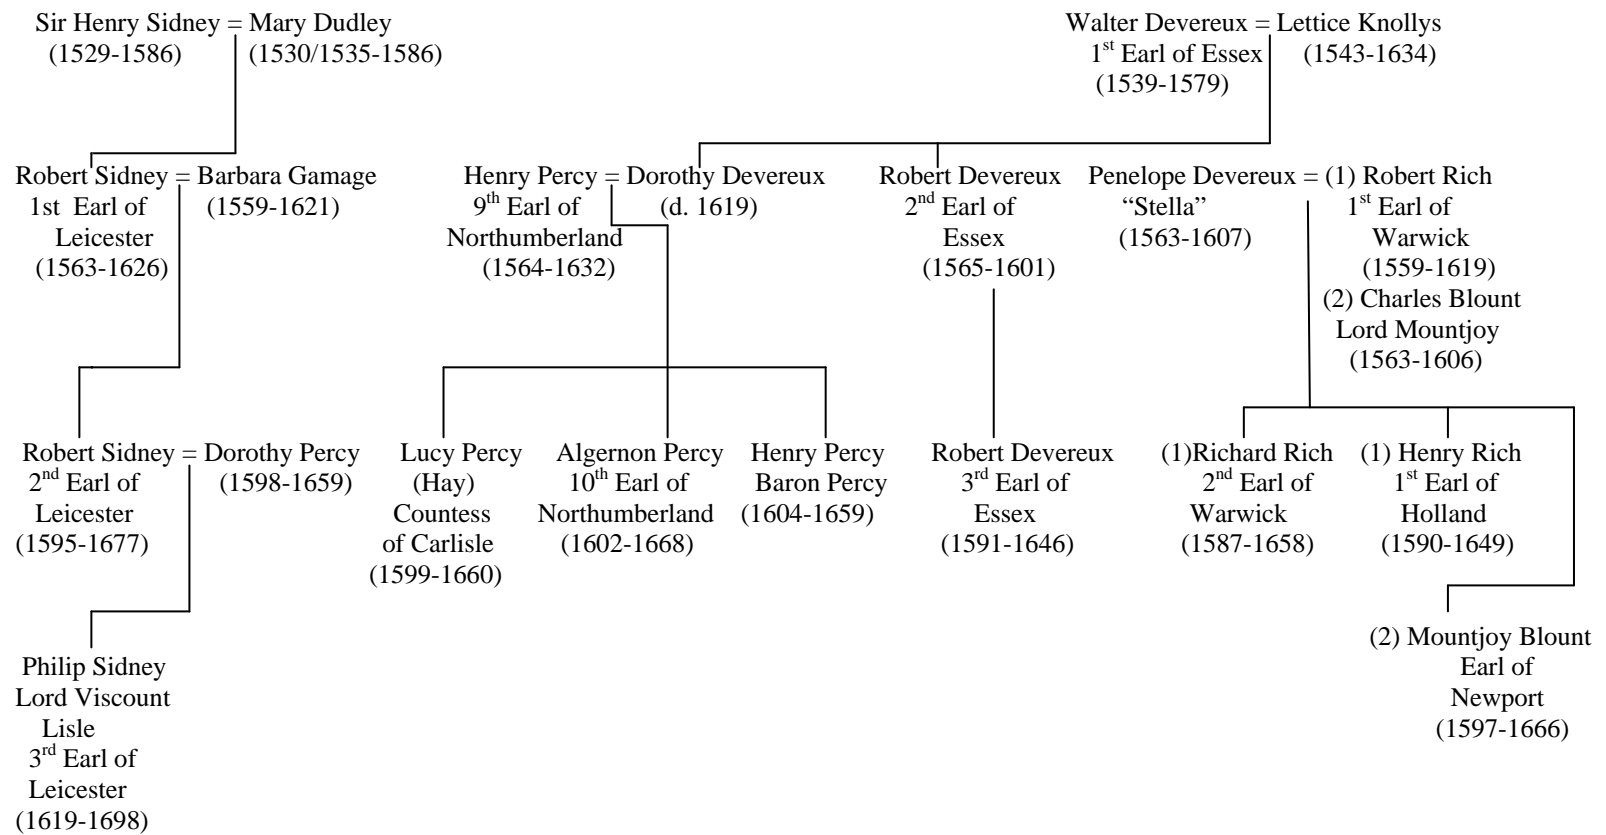 Sir Henry Sidney = Mary Dudley
(1529-1586)
(1530/1535-1586)
Walter Devereux = Lettice Knollys
1st Earl of Essex
(1543-1634)
(1539-1579)
Robert Sidney = Barbara Gamage
1st Earl of
(1559-1621)
Leicester
(1563-1626)
Henry Percy = Dorothy Devereux
9th Earl of
(d. 1619)
Northumberland
(1564-1632)
Robert Devereux
2nd Earl of
Essex
(1565-1601)
Penelope Devereux = (1) Robert Rich
“Stella”
(1563-1607)
1st Earl of
Warwick
(1559-1619)
(2) Charles Blount
Lord Mountjoy
(1563-1606)
Robert Sidney = Dorothy Percy
2nd Earl of
(1598-1659)
Leicester
(1595-1677)
Lucy Percy
(Hay)
Countess
of Carlisle
(1599-1660)
Algernon Percy
10th Earl of
Northumberland
(1602-1668)
Henry Percy
Baron Percy
(1604-1659)
Robert Devereux
3rd Earl of
Essex
(1591-1646)
(1)Richard Rich
2nd Earl of
Warwick
(1587-1658)
(1) Henry Rich
1st Earl of
Holland
(1590-1649)
(2) Mountjoy Blount
Earl of
Newport
(1597-1666)
Philip Sidney
Lord Viscount
Lisle
3rd Earl of
Leicester
(1619-1698)